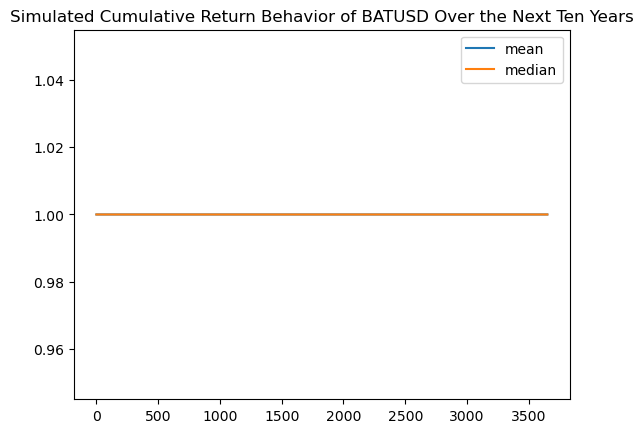 Simulated Cumulative Return Behavior of BATUSD Over the Next Ten Years
mean
median
1.04
1.02
1.00
0.98
0.96
0 500 1000 1500 2000 2500 3000 3500